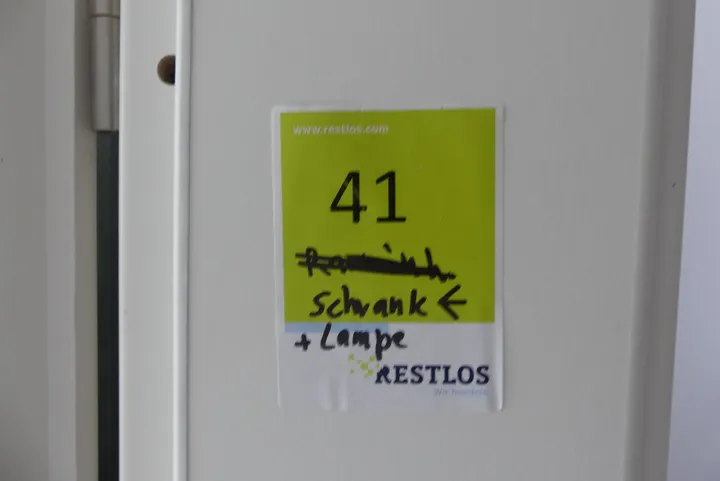 www.restlos.com
41
Schrank ←
+ Lampe
RESTLOS